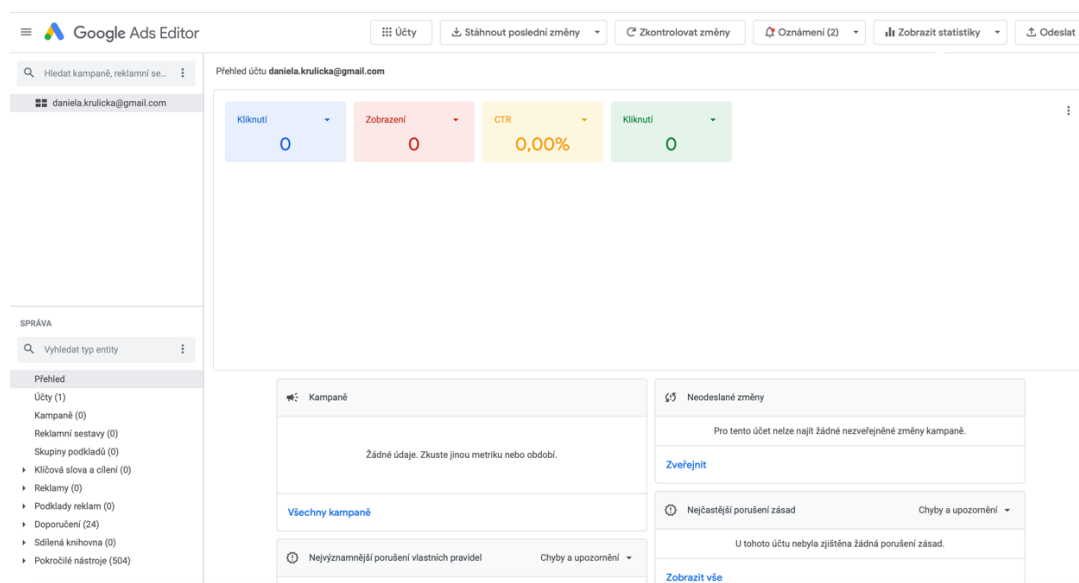 Google Ads Editor
Účty
Stáhnout poslední změny
Zkontrolovat změny
Oznámení (2)
Zobrazit statistiky
Odeslat
Hledat kampaně, reklamní se...
daniela.krulicka@gmail.com
Přehled účtu daniela.krulicka@gmail.com
Kliknutí
0
Zobrazení
0
CTR
0,00%
Kliknutí
0
SPRÁVA
Vyhledat typ entity
Přehled
Účty (1)
Kampaně (0)
Reklamní sestavy (0)
Skupiny podkladů (0)
Klíčová slova a cílení (0)
Reklamy (0)
Podklady reklam (0)
Doporučení (24)
Sdílená knihovna (0)
Pokročilé nástroje (504)
Kampaně
Žádné údaje. Zkuste jinou metriku nebo období.
Všechny kampaně
Nejvýznamnější porušení vlastních pravidel
Chyby a upozornění
Neodeslané změny
Pro tento účet nelze najít žádné nezveřejněné změny kampaně.
Zveřejnit
Nejčastější porušení zásad
Chyby a upozornění
U tohoto účtu nebyla zjištěna žádná porušení zásad.
Zobrazit vše